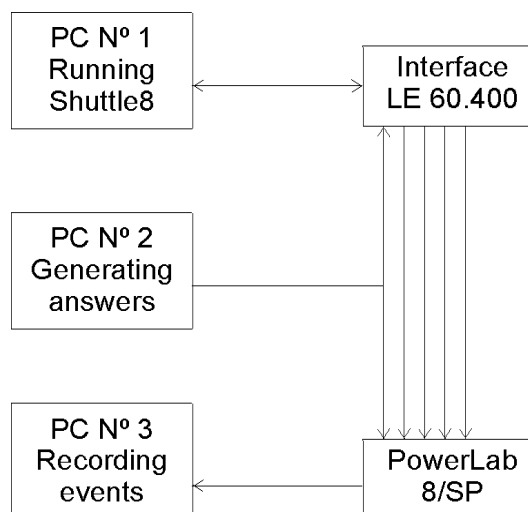 PC Nº 1
Running
Shuttle8
Interface
LE 60.400
PC Nº 2
Generating
answers
PC Nº 3
Recording
events
PowerLab
8/SP